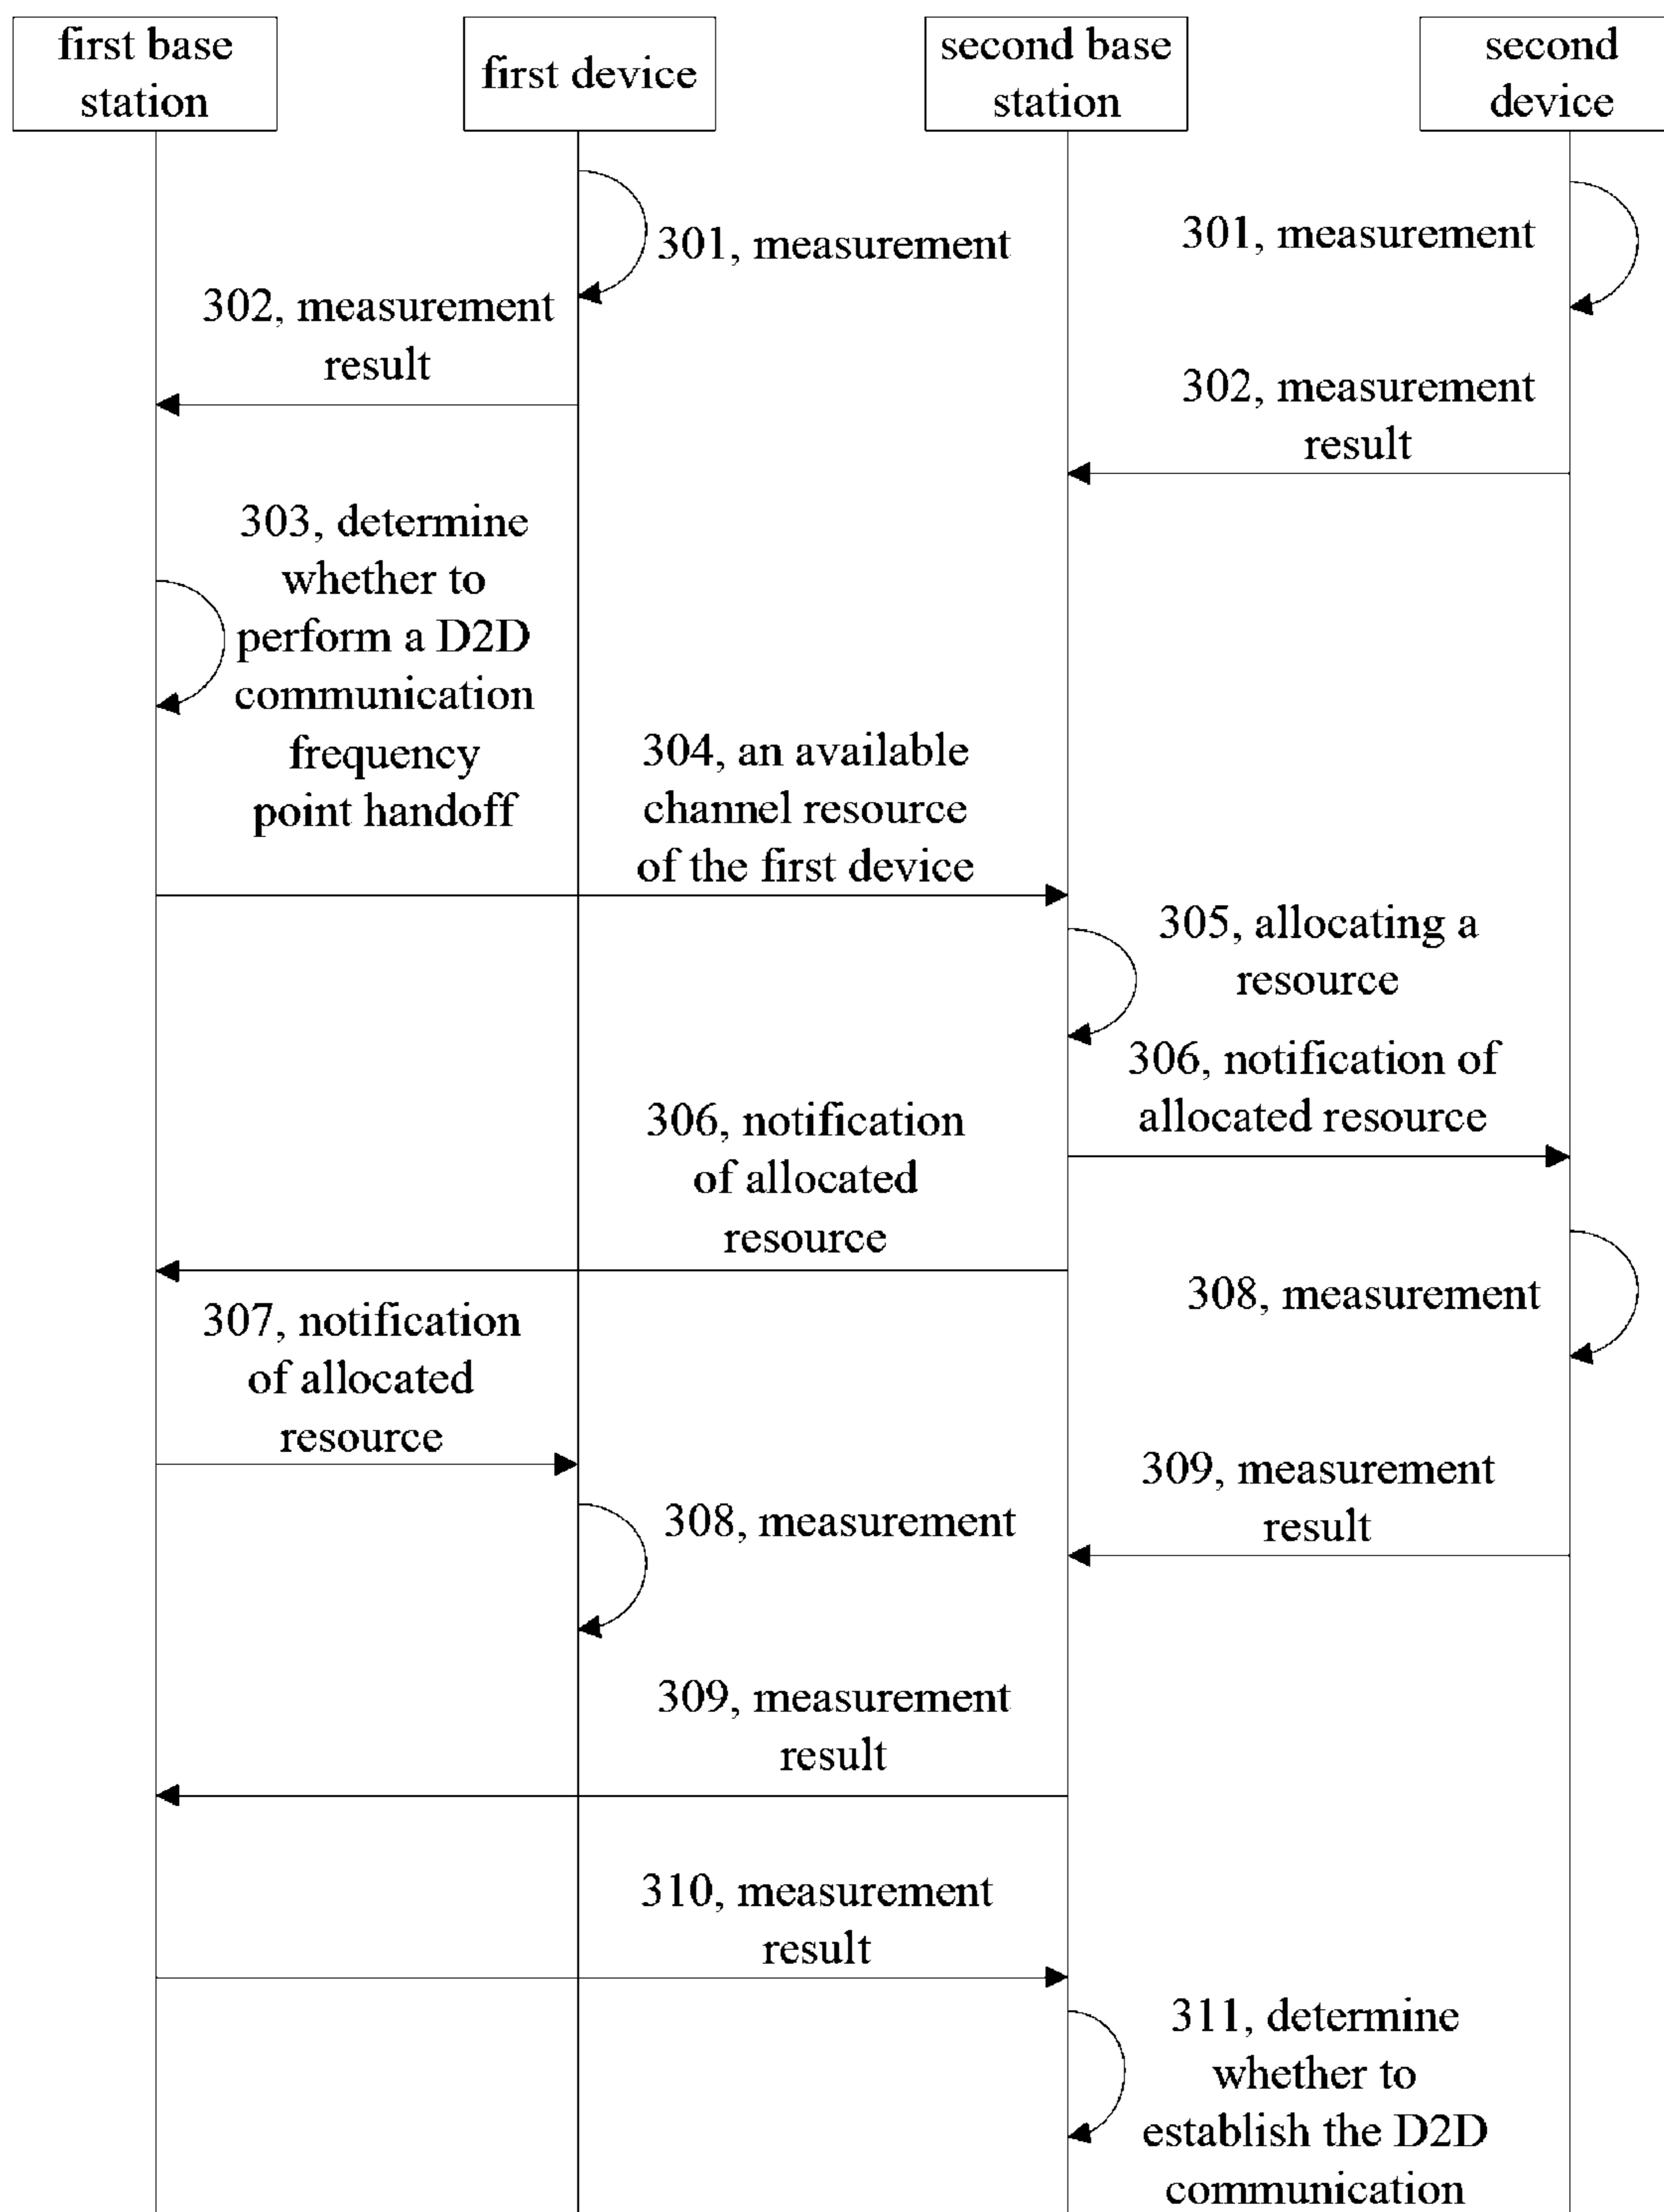 first base
station
first device
second base
station
second
device
301, measurement
301, measurement
302, measurement
result
302, measurement
result
303, determine
whether to
perform a D2D
communication
frequency
point handoff
304, an available
channel resource
of the first device
305, allocating a
resource
306, notification of
allocated resource
306, notification
of allocated
resource
308, measurement
307, notification
of allocated
resource
309, measurement
result
308, measurement
309, measurement
result
310, measurement
result
311, determine
whether to
establish the D2D
communication